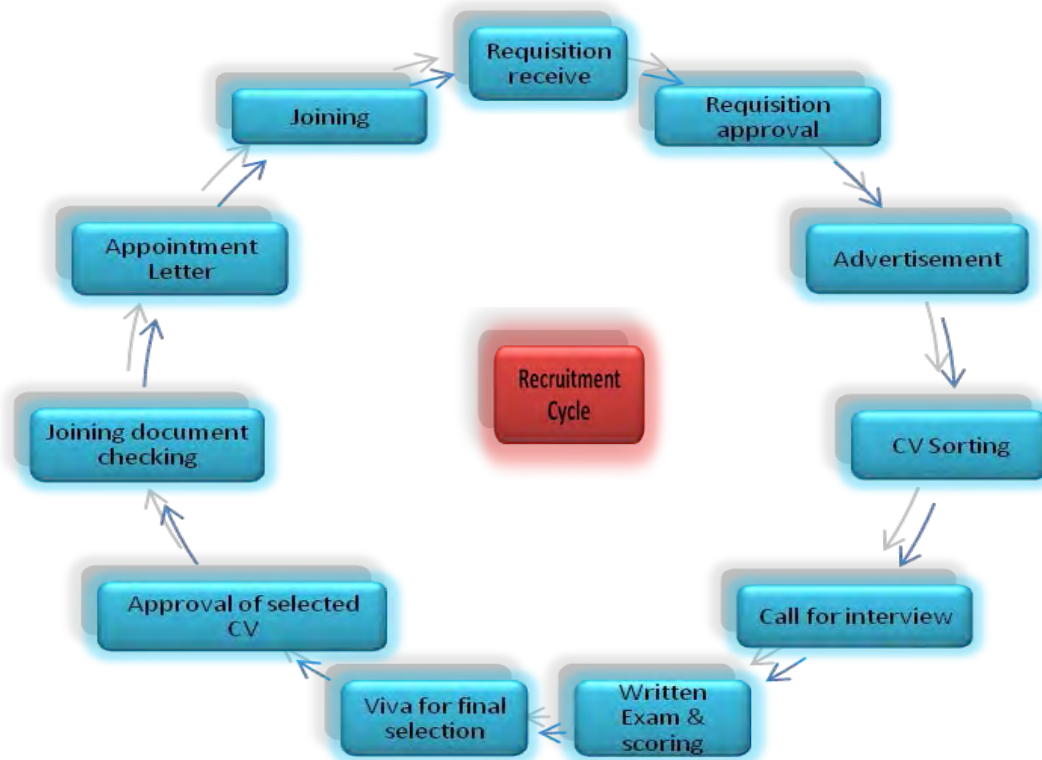 Requisition
receive
Requisition
approval
Advertisement
CV Sorting
Call for interview
Written
Exam &
scoring
Viva for final
selection
Approval of selected
CV
Joining document
checking
Appointment
Letter
Joining
Recruitment
Cycle